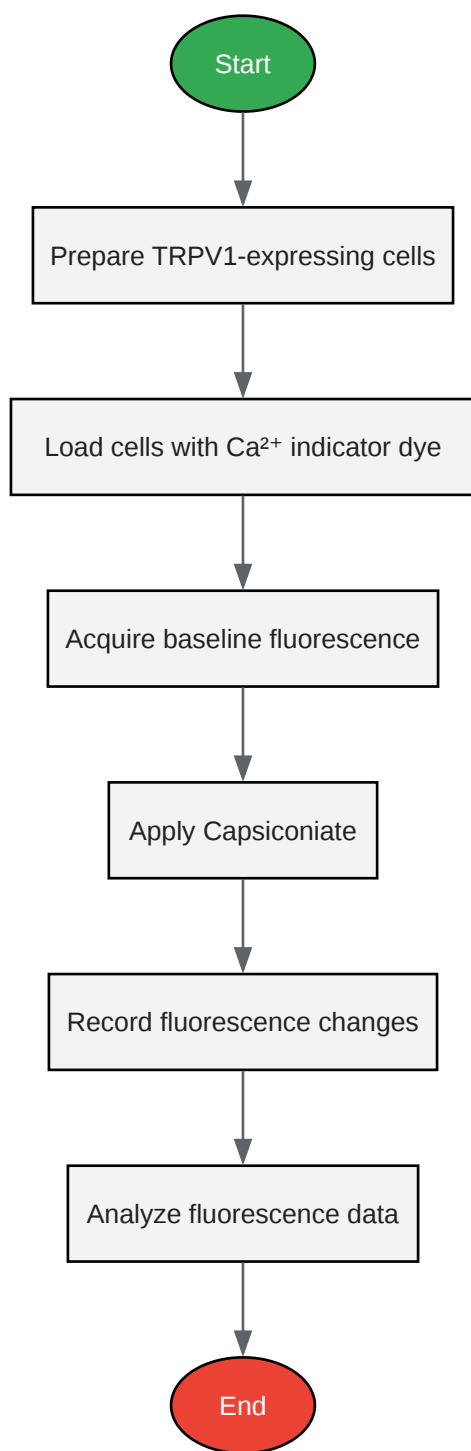 Start
Prepare TRPV1-expressing cells
Load cells with Ca²⁺ indicator dye
Acquire baseline fluorescence
Apply Capsiconiate
Record fluorescence changes
Analyze fluorescence data
End